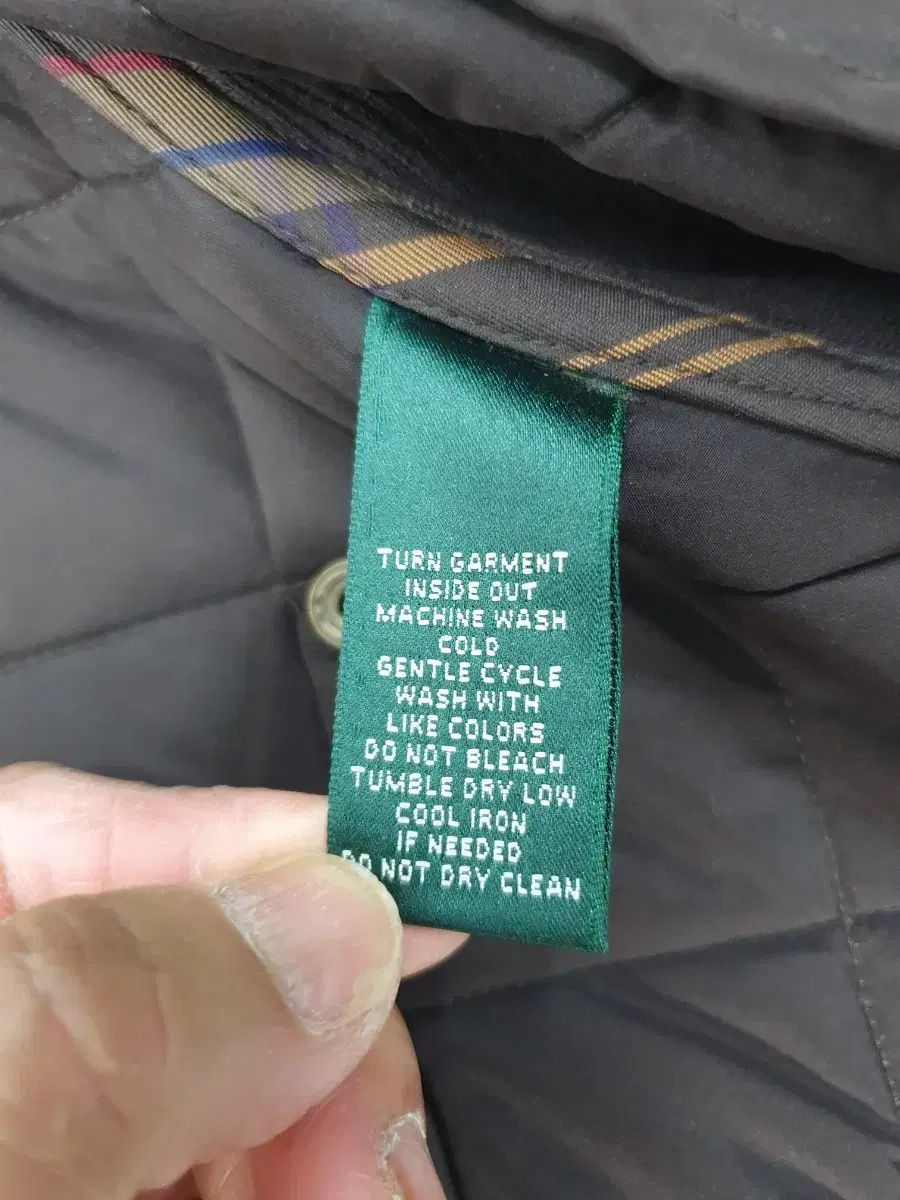 TURN GARMENT
INSIDE OUT
MACHINE WASH
COLD
GENTLE CYCLE
WASH WITH
LIKE COLORS
DO NOT BLEACH
TUMBLE DRY LOW
COOL IRON
IF NEEDED
DO NOT DRY CLEAN